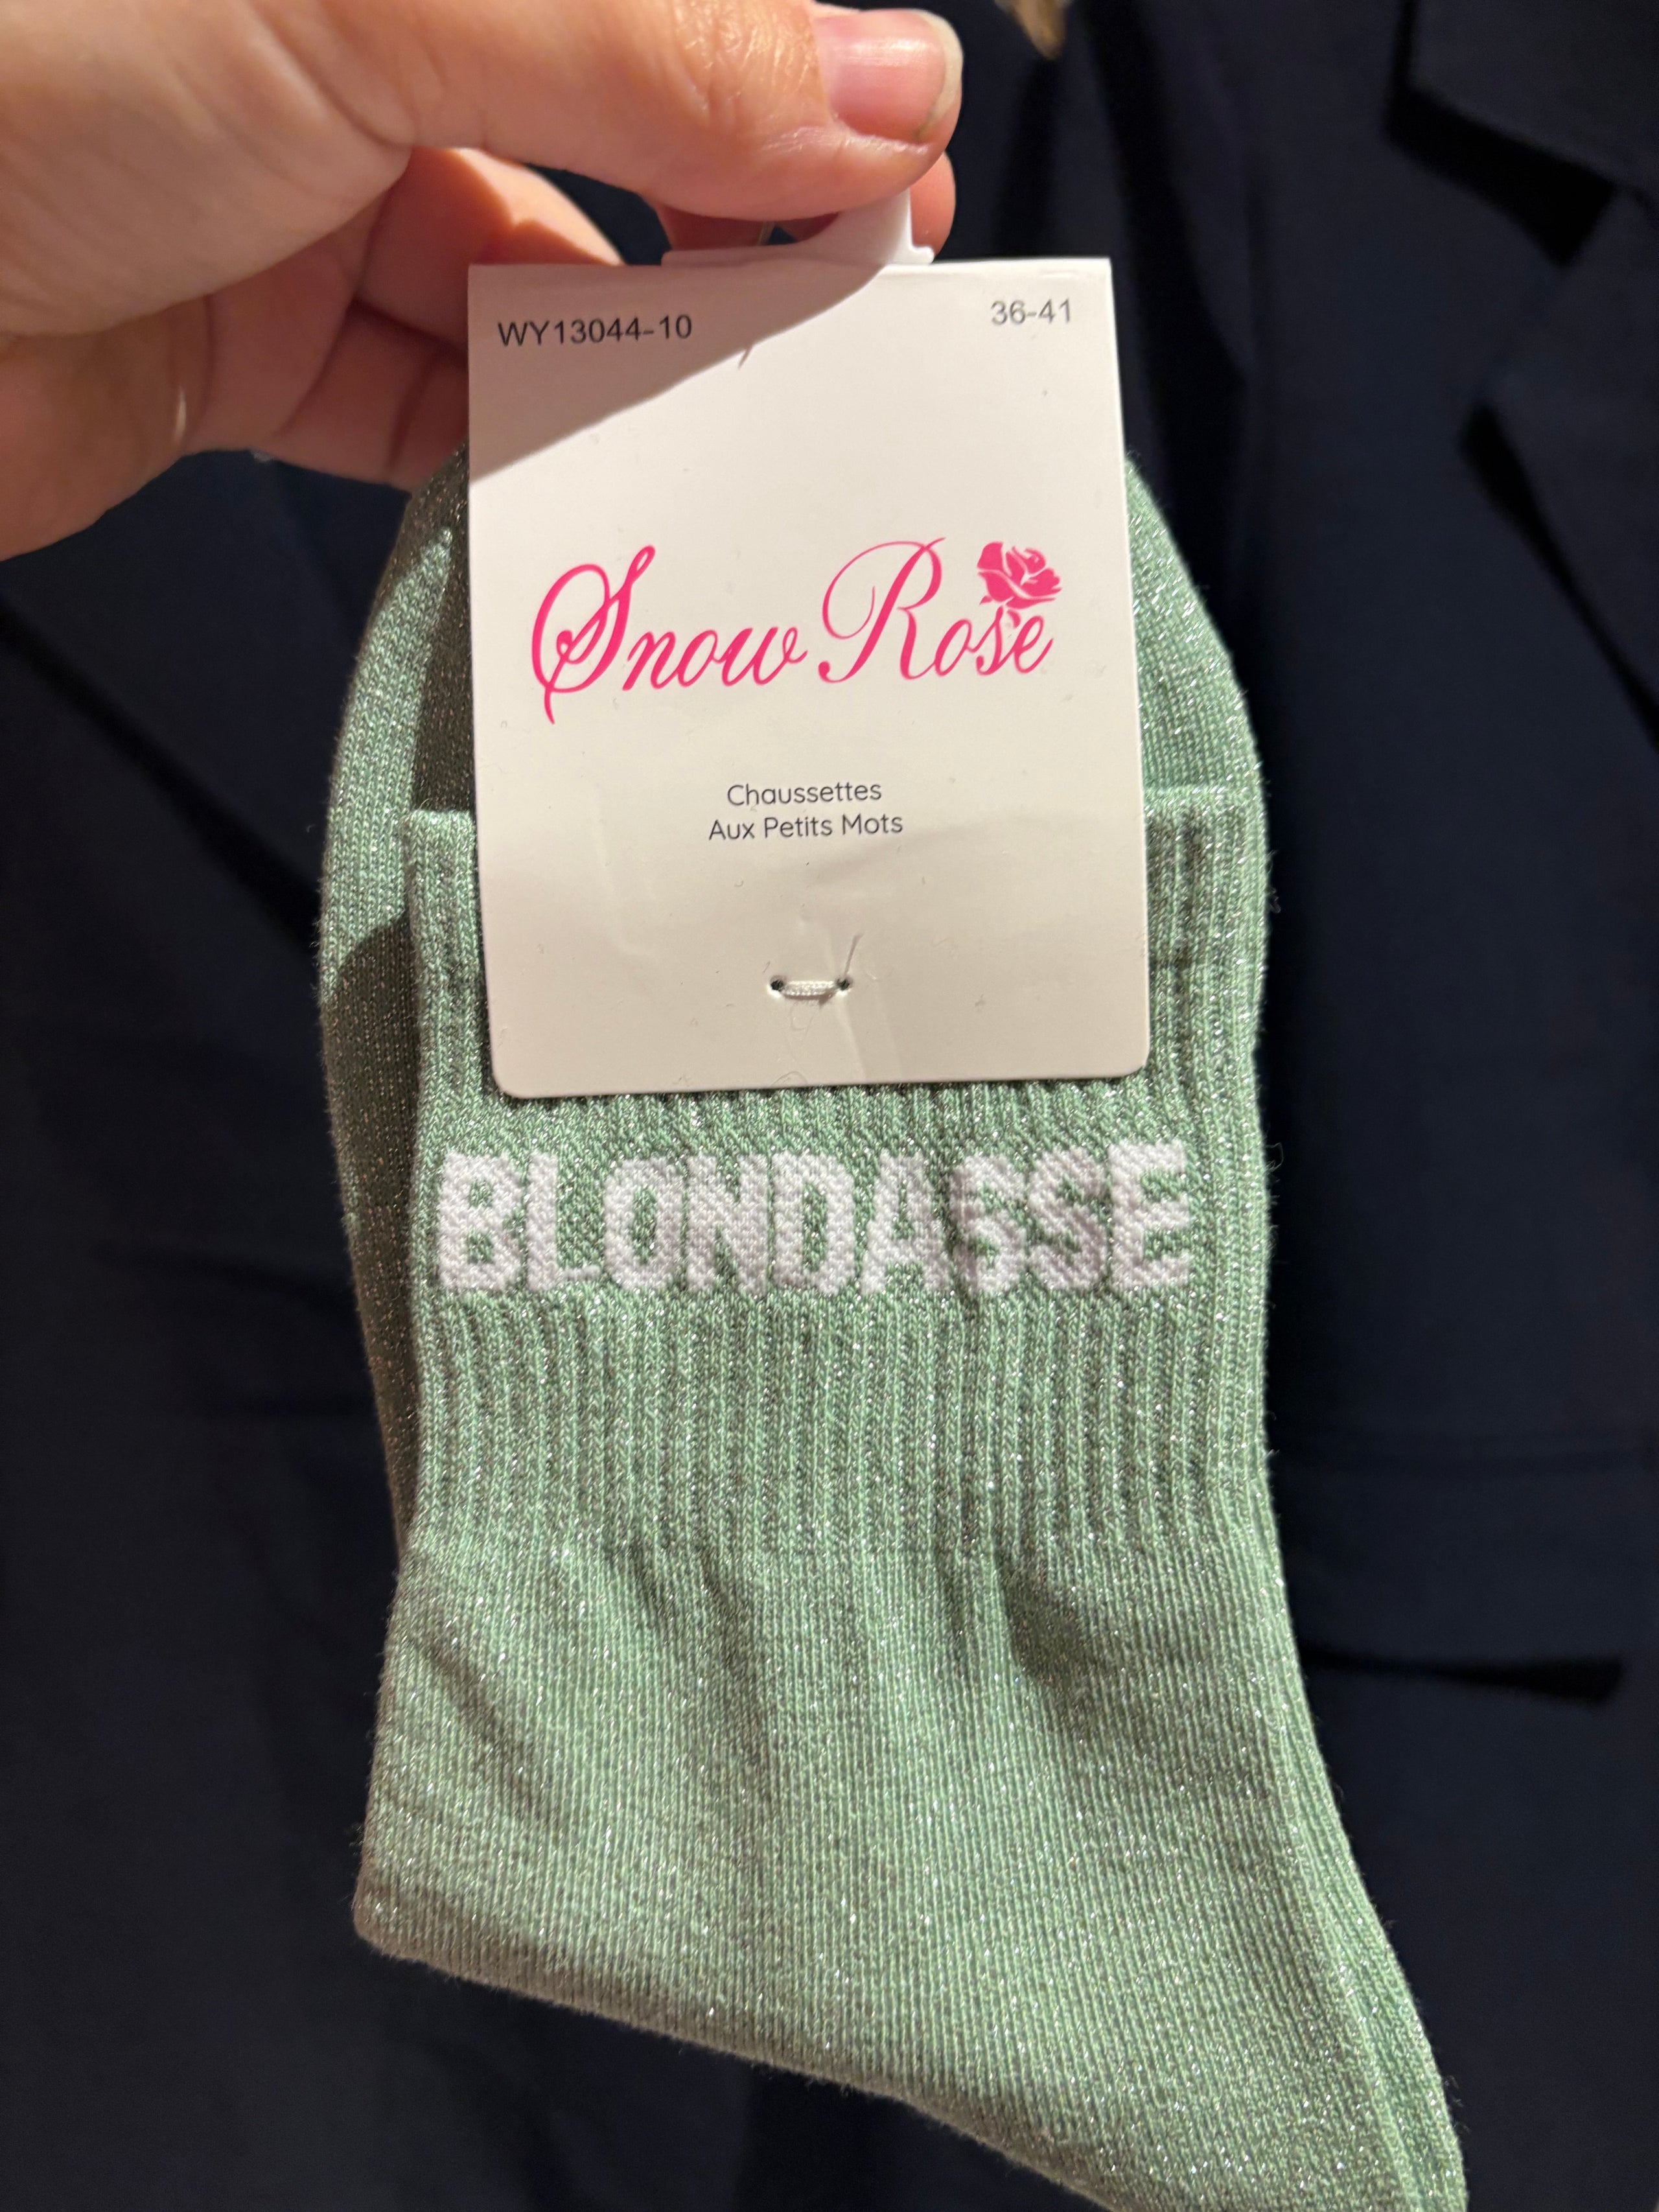 WY13044-10 36-41
Snow Rose
Chaussettes
Aux Petits Mots
BLONDASSE